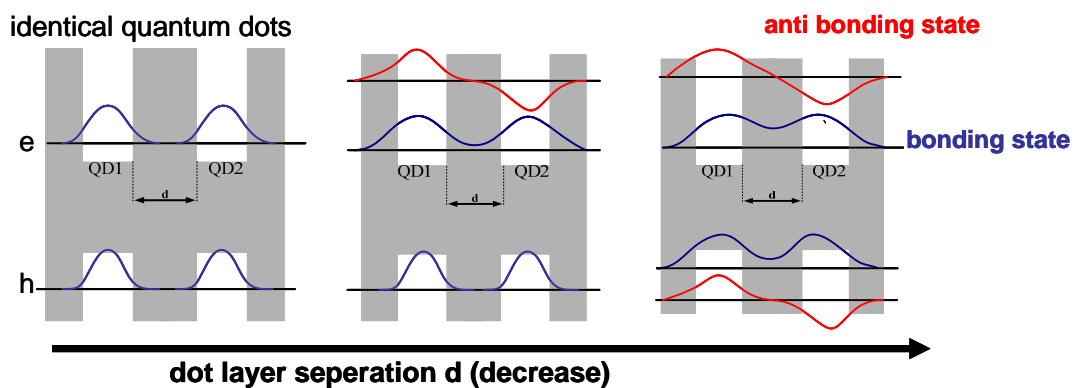 identical quantum dots
anti bonding state
e
bonding state
QD1
QD2
d
QD1
QD2
d
QD1
QD2
d
h
dot layer seperation d (decrease)